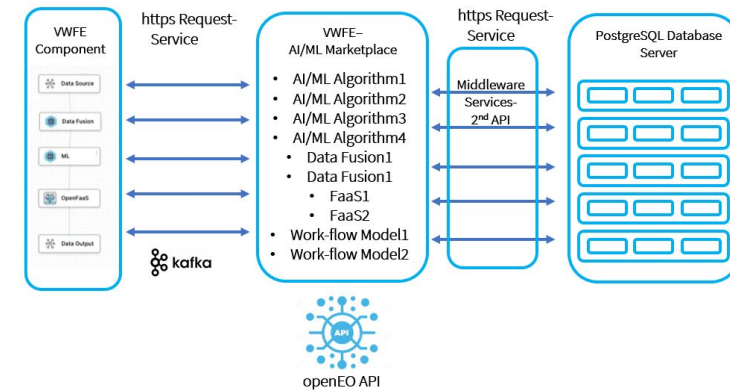 VWFE
Component
Data Source
Data Fusion
ML
OpenFaaS
Data Output
https Request-
Service
kafka
VWFE–
AI/ML Marketplace
• AI/ML Algorithm1
• AI/ML Algorithm2
• AI/ML Algorithm3
• AI/ML Algorithm4
• Data Fusion1
• Data Fusion1
• FaaS1
• FaaS2
• Work-flow Model1
• Work-flow Model2
API
openEO API
https Request-
Service
Middleware
Services-
2nd API
PostgreSQL Database
Server